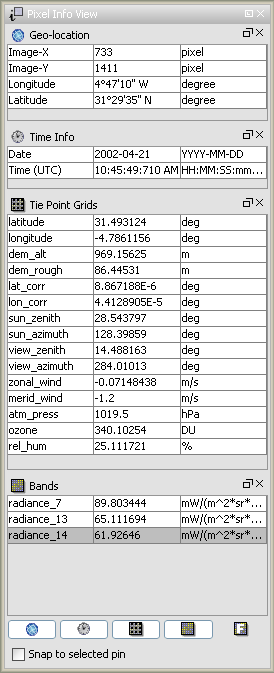 Pixel Info View
Geo-location
Image-X 733 pixel
Image-Y 1411 pixel
Longitude 4°47'10" W degree
Latitude 31°29'35" N degree
Time Info
Date 2002-04-21 YYYY-MM-DD
Time (UTC) 10:45:49:710 AM HH:MM:SS:mm...
Tie Point Grids
latitude 31.493124 deg
longitude -4.7861156 deg
dem_alt 969.15625 m
dem_rough 86.44531 m
lat_corr 8.867188E-6 deg
lon_corr 4.4128905E-5 deg
sun_zenith 28.543797 deg
sun_azimuth 128.39859 deg
view_zenith 14.488163 deg
view_azimuth 284.01013 deg
zonal_wind -0.07148438 m/s
merid_wind -1.2 m/s
atm_press 1019.5 hPa
ozone 340.10254 DU
rel_hum 25.111721 %
Bands
radiance_7 89.803444 mW/(m^2*sr*...
radiance_13 65.111694 mW/(m^2*sr*...
radiance_14 61.92646 mW/(m^2*sr*...
F
Snap to selected pin